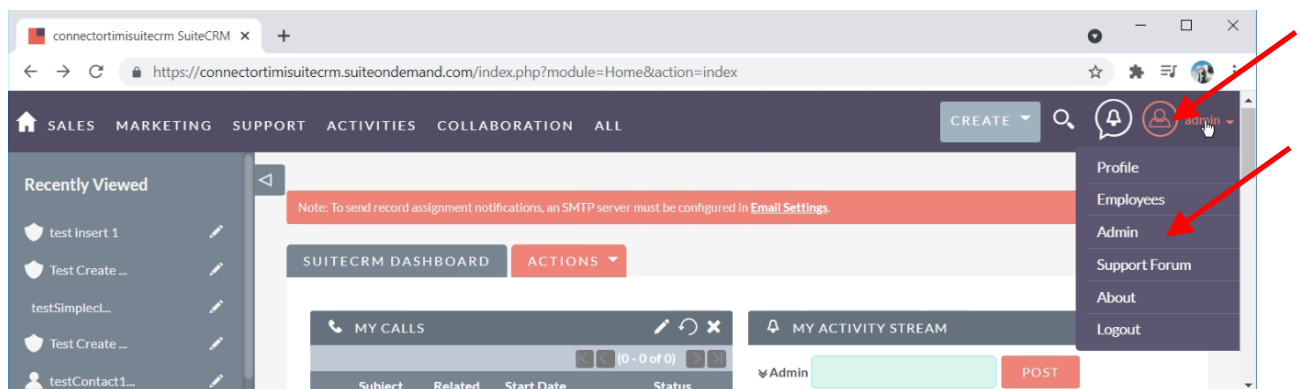 connectortimisuitecrm SuiteCRM
https://connectortimisuitecrm.suiteondemand.com/index.php?module=Home&action=index
SALES MARKETING SUPPORT ACTIVITIES COLLABORATION ALL CREATE admin
Recently Viewed
test insert 1
Test Create ...
testSimplecl...
Test Create ...
testContact1...
Note: To send record assignment notifications, an SMTP server must be configured in Email Settings.
SUITECRM DASHBOARD ACTIONS
MY CALLS
(0 - 0 of 0)
Subject Related Start Date Status
MY ACTIVITY STREAM
Admin POST
Profile
Employees
Admin
Support Forum
About
Logout